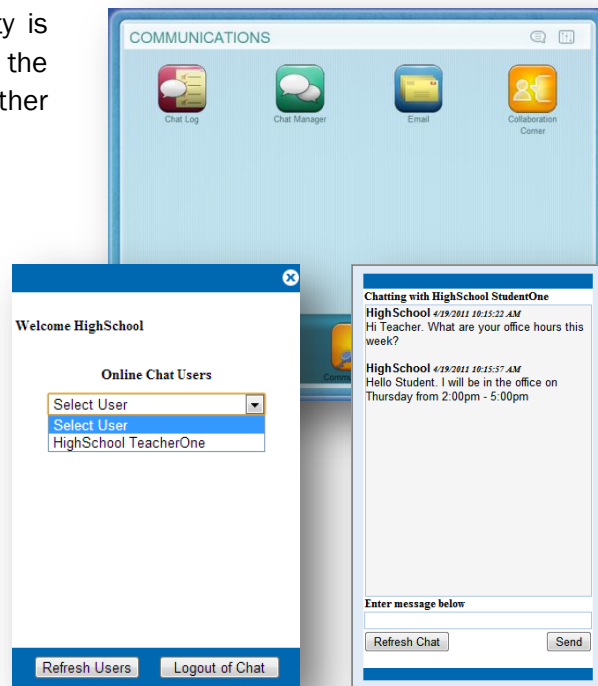 ty is
the
ther
COMMUNICATIONS
Chat Log
Chat Manager
Email
Collaboration
Corner
Welcome HighSchool
Online Chat Users
Select User
Select User
HighSchool TeacherOne
Refresh Users
Logout of Chat
Chatting with HighSchool StudentOne
HighSchool 4/19/2011 10:15:22 AM
Hi Teacher. What are your office hours this
week?
HighSchool 4/19/2011 10:15:57 AM
Hello Student. I will be in the office on
Thursday from 2:00pm - 5:00pm
Enter message below
Refresh Chat
Send